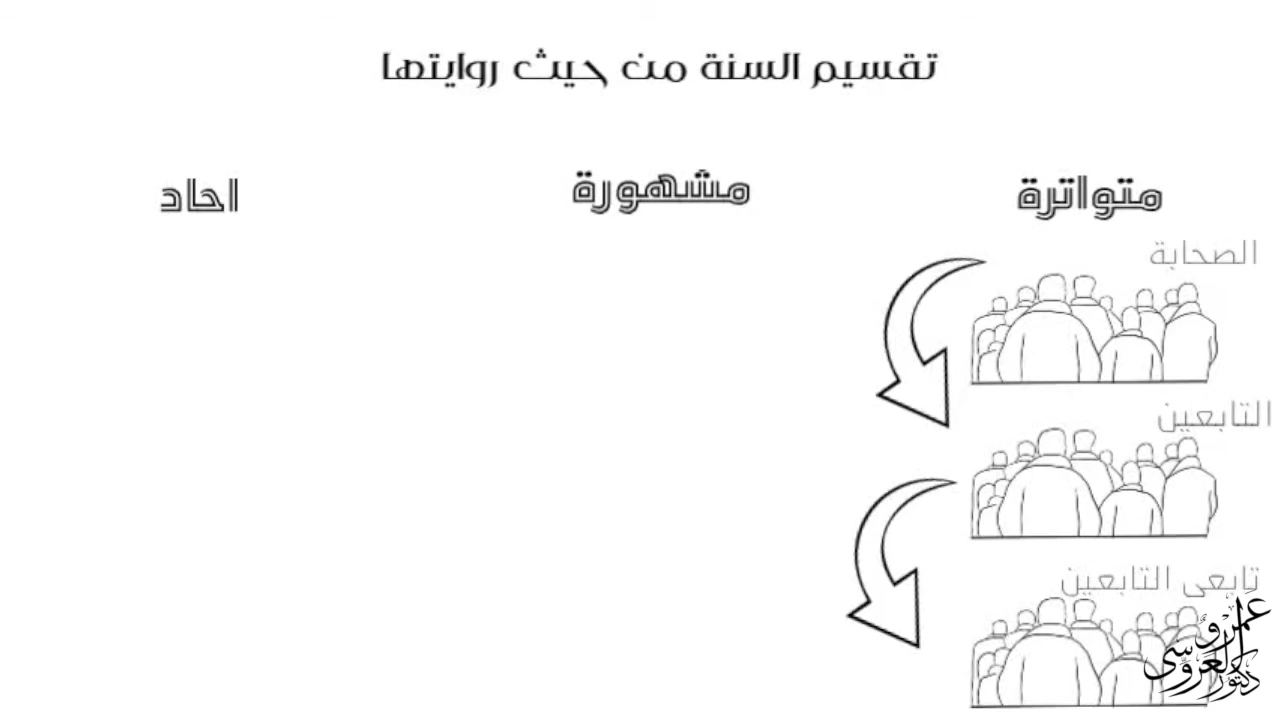 تقسيم السنة من حيث روايتها
متواترة
مشهورة
احاد
الصحابة
التابعين
تابعى التابعين
عمرو
العروسى
دكتور